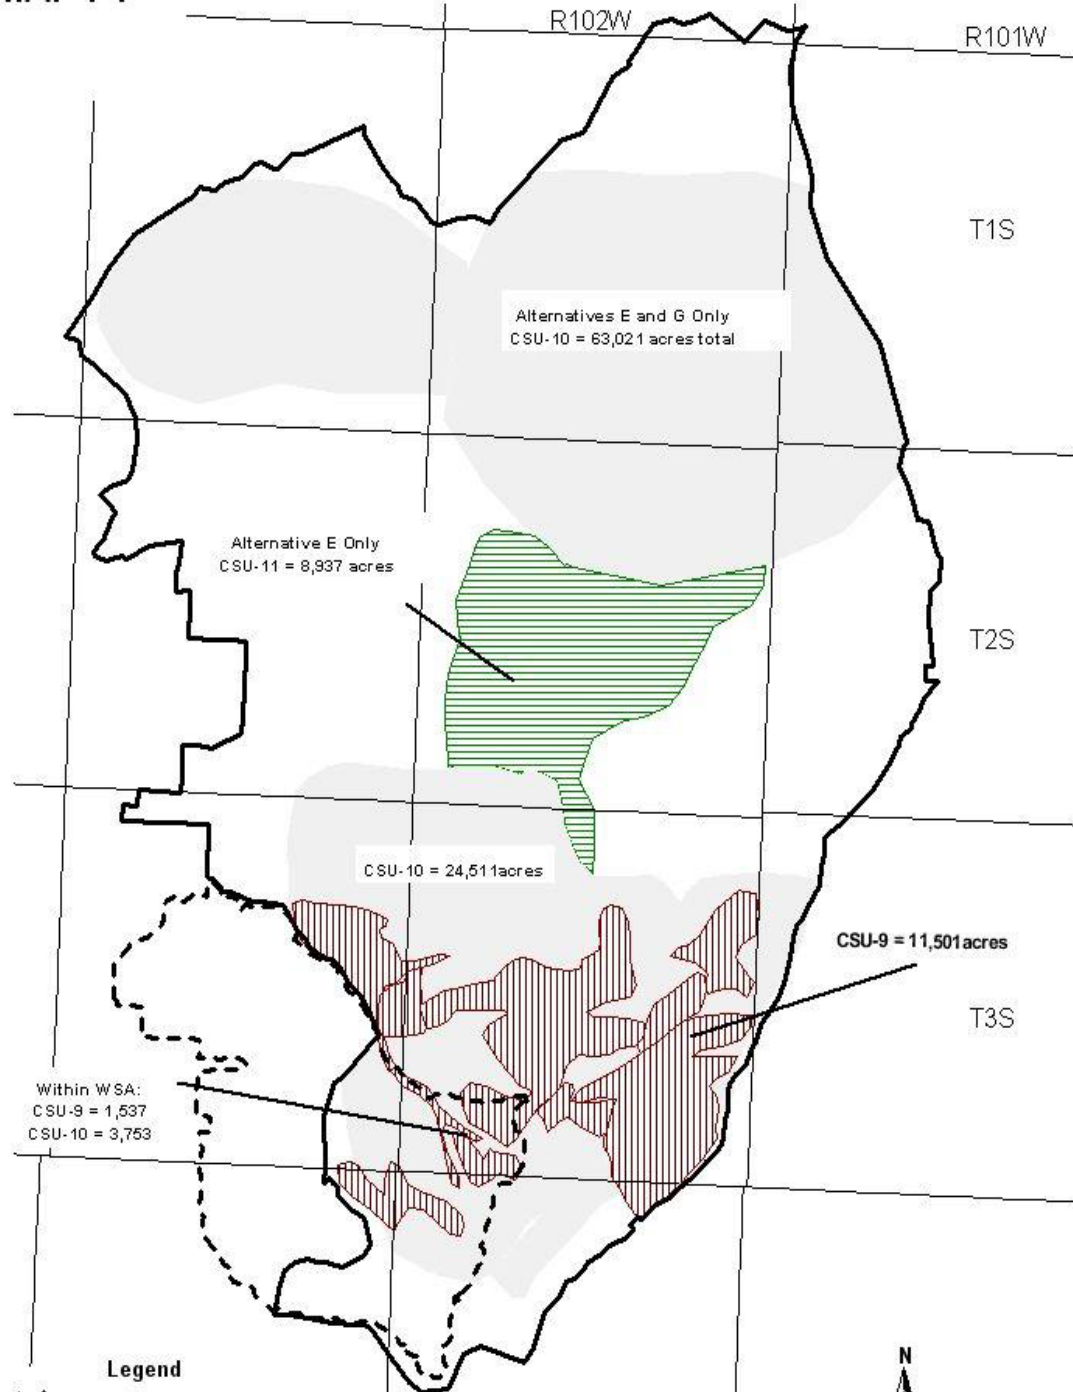 R102W
R101W
T1S
Alternatives E and G Only
CSU-10 = 63,021 acres total
Alternative E Only
CSU-11 = 8,937 acres
T2S
CSU-10 = 24,511acres
CSU-9 = 11,501acres
T3S
Within WSA:
CSU-9 = 1,537
CSU-10 = 3,753
Legend
N